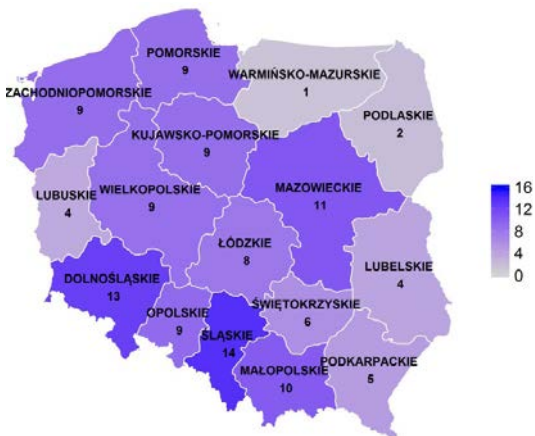 POMORSKIE
9
WARMIŃSKO-MAZURSKIE
1
ZACHODNIOPOMORSKIE
9
PODLASKIE
2
KUJAWSKO-POMORSKIE
9
LUBUSKIE
4
WIELKOPOLSKIE
9
MAZOWIECKIE
11
16
12
8
4
0
ŁÓDZKIE
8
LUBELSKIE
4
DOLNOŚLĄSKIE
13
OPOLSKIE
9
ŚWIĘTOKRZYSKIE
6
ŚLĄSKIE
14
MAŁOPOLSKIE
10
PODKARPACKIE
5